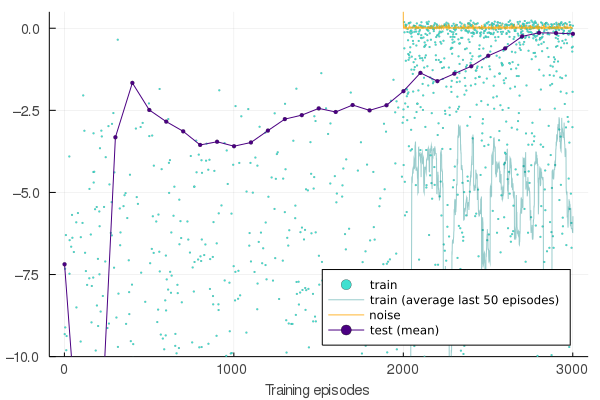 0.0
−2.5
−5.0
−7.5
−10.0
train
train (average last 50 episodes)
noise
test (mean)
0 1000 2000 3000
Training episodes